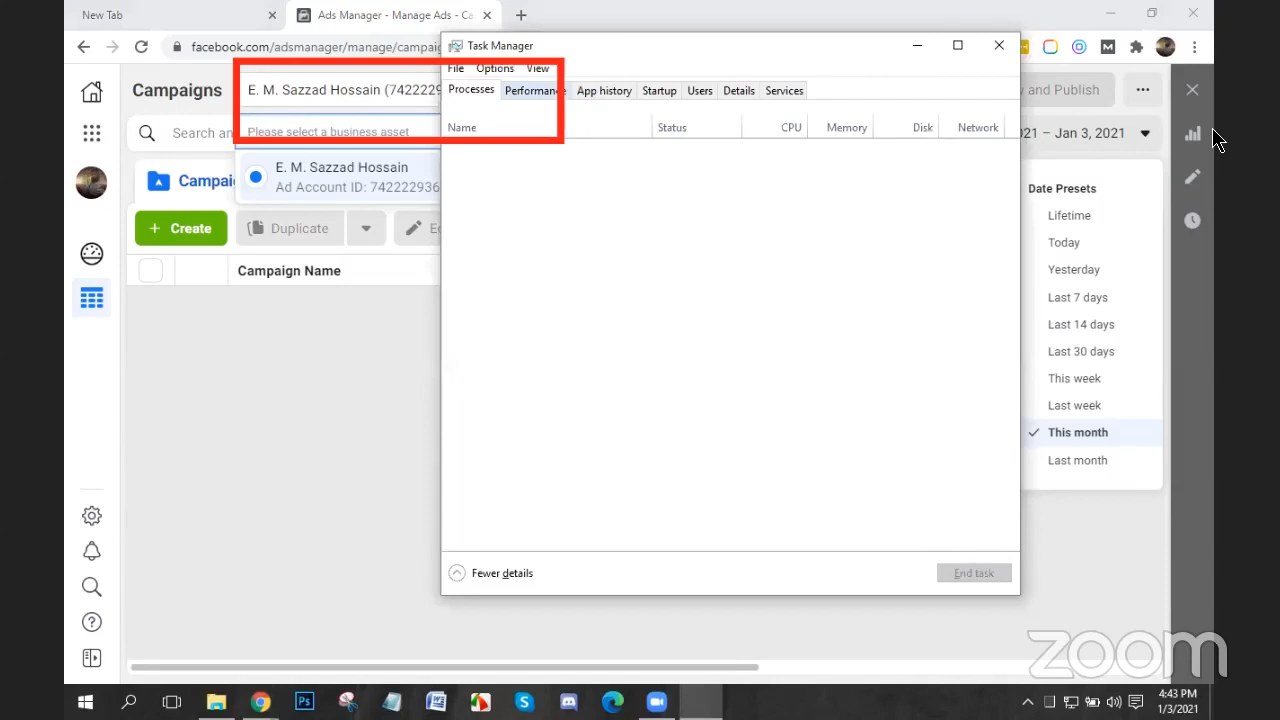 New Tab
Ads Manager - Manage Ads - Ca
facebook.com/adsmanager/manage/campaig
Task Manager
File Options View
Processes Performance App history Startup Users Details Services
Name Status CPU Memory Disk Network
Fewer details
End task
Campaigns
E. M. Sazzad Hossain (7422229
and Publish
Search an
Please select a business asset
021 – Jan 3, 2021
E. M. Sazzad Hossain
Ad Account ID: 742222936
Campai
Create
Duplicate
E
Campaign Name
Date Presets
Lifetime
Today
Yesterday
Last 7 days
Last 14 days
Last 30 days
This week
Last week
This month
Last month
zoom
4:43 PM
1/3/2021